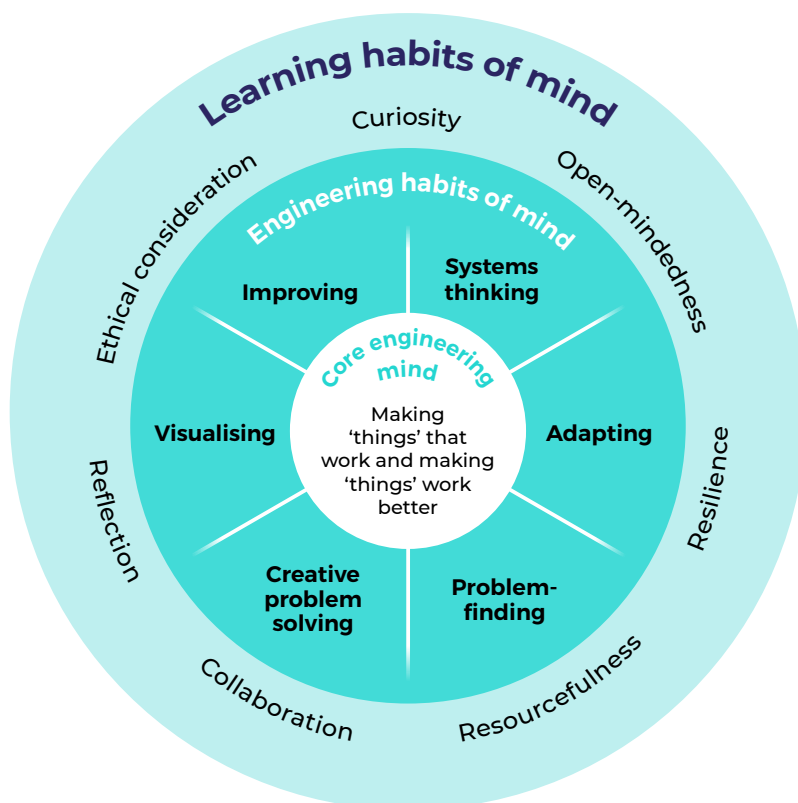 Learning habits of mind
Curiosity
Open-mindedness
Resilience
Resourcefulness
Collaboration
Reflection
Ethical consideration
Engineering habits of mind
Systems
thinking
Adapting
Problem-
finding
Creative
problem
solving
Visualising
Improving
Core engineering
mind
Making
‘things’ that
work and making
‘things’ work
better